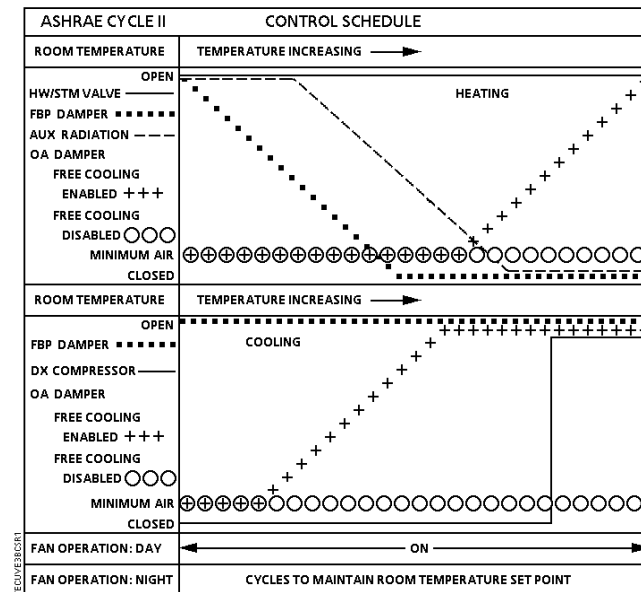 ASHRAE CYCLE II CONTROL SCHEDULE
ROOM TEMPERATURE TEMPERATURE INCREASING
OPEN
HW/STM VALVE
FBP DAMPER
HEATING
AUX RADIATION
OA DAMPER
FREE COOLING
ENABLED
FREE COOLING
DISABLED
MINIMUM AIR
CLOSED
ROOM TEMPERATURE TEMPERATURE INCREASING
OPEN
FBP DAMPER
COOLING
DX COMPRESSOR
OA DAMPER
FREE COOLING
ENABLED
FREE COOLING
DISABLED
MINIMUM AIR
CLOSED
FAN OPERATION: DAY ON
FAN OPERATION: NIGHT CYCLES TO MAINTAIN ROOM TEMPERATURE SET POINT